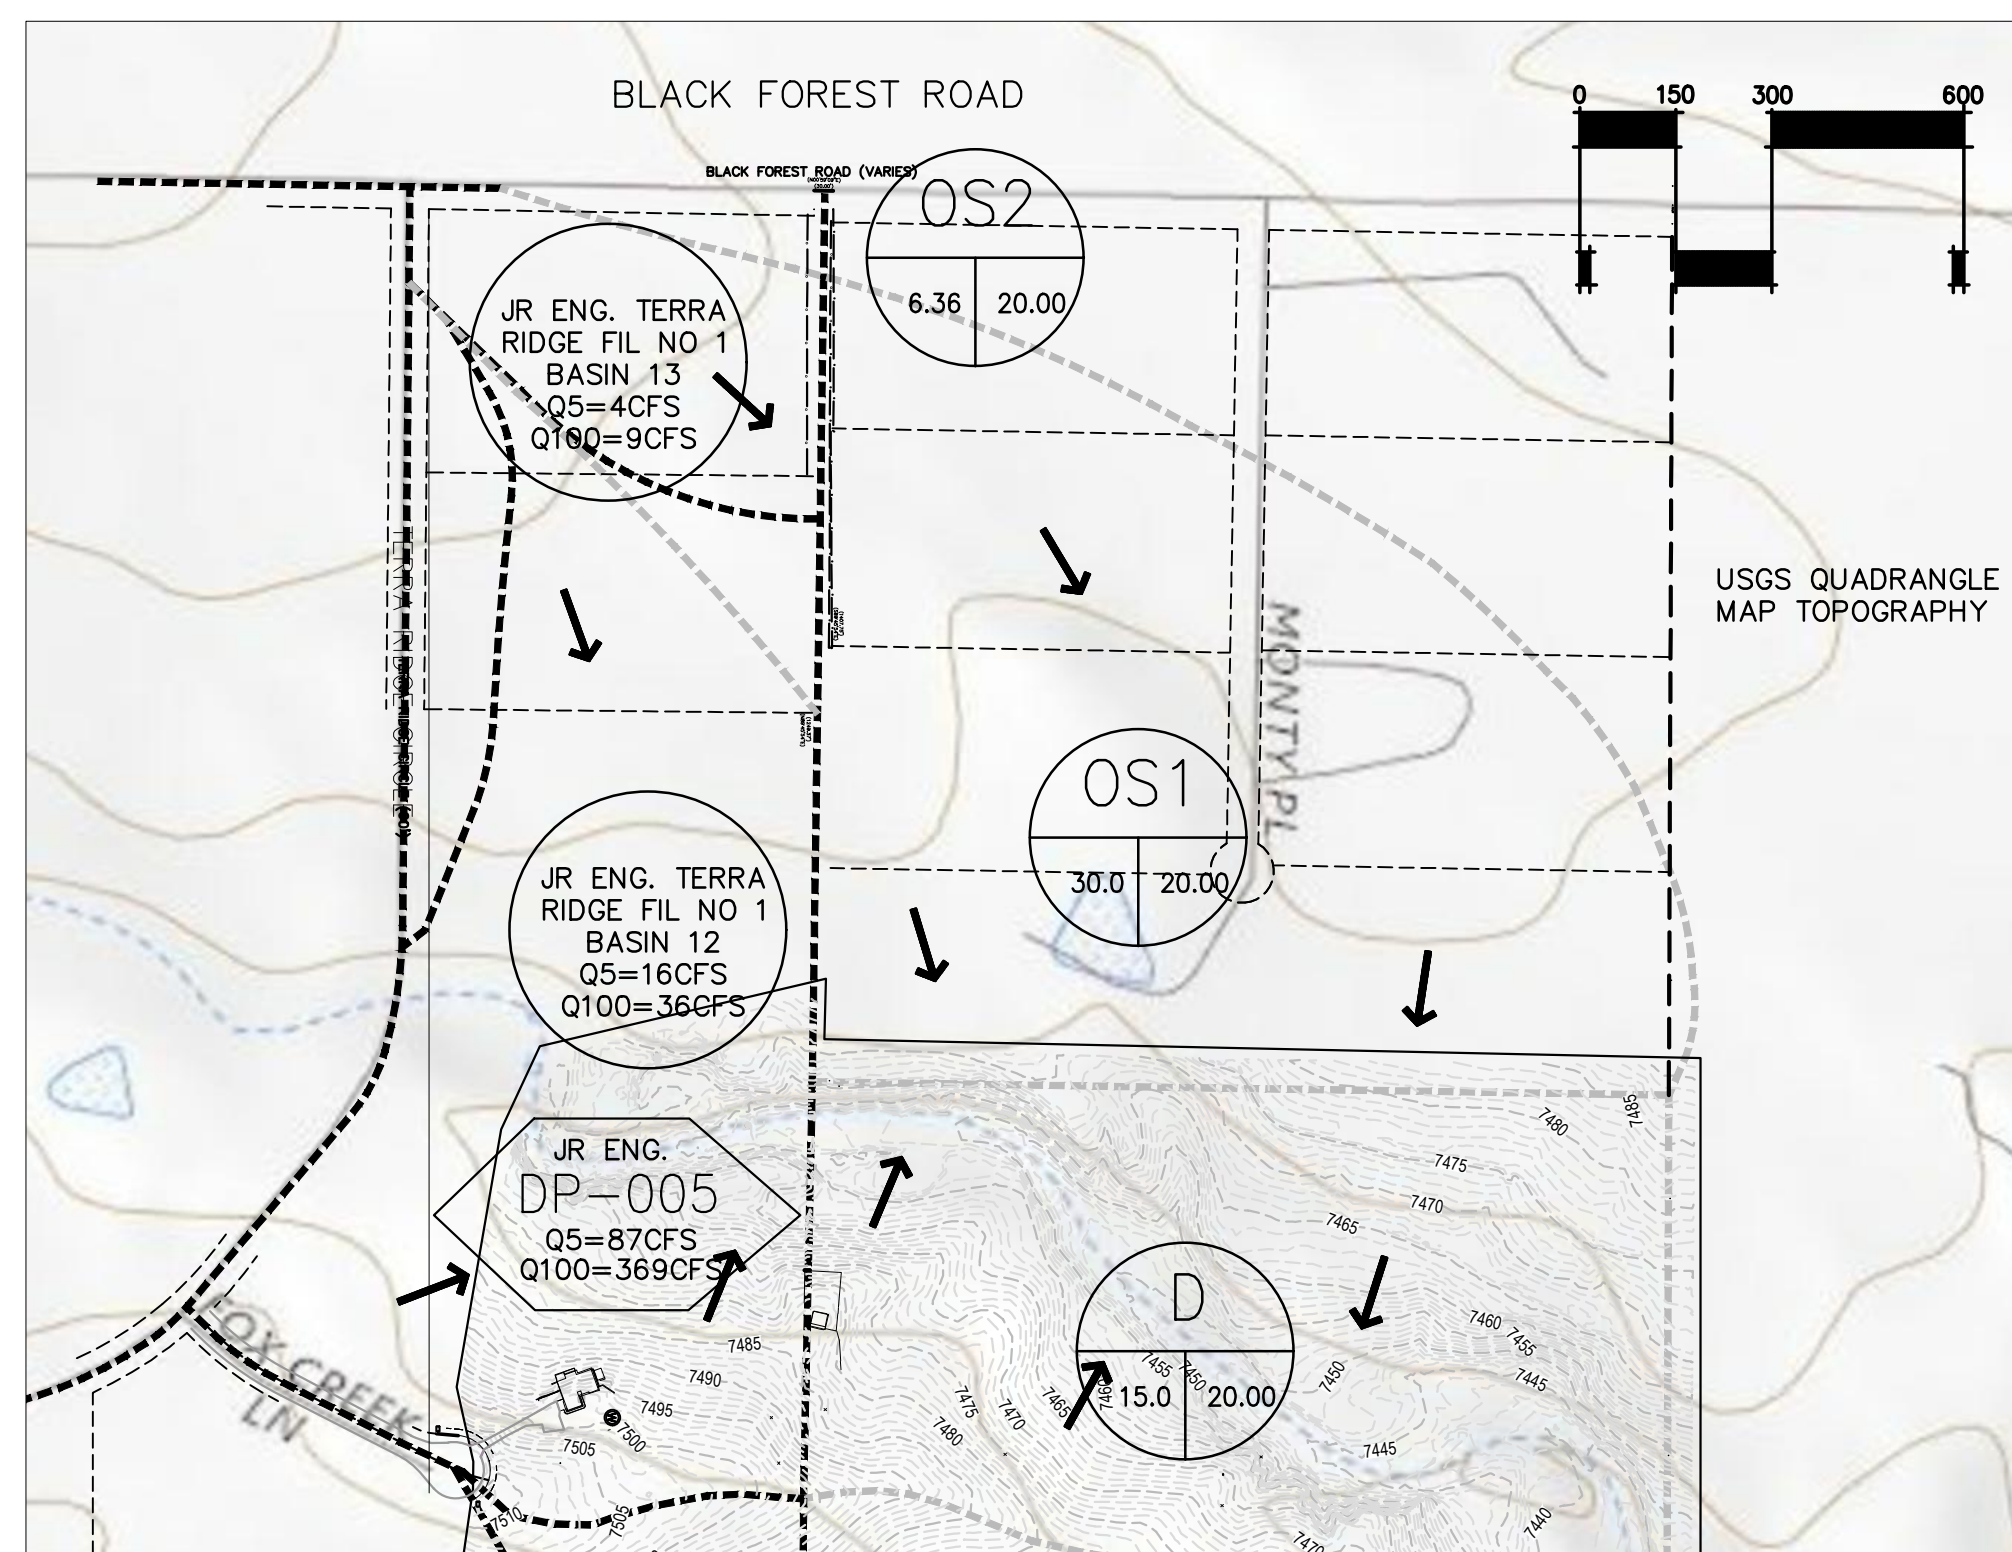 BLACK FOREST ROAD
0 150 300 600
BLACK FOREST ROAD (VARIES)
OS2
6.36 20.00
JR ENG. TERRA
RIDGE FIL NO 1
BASIN 13
Q5=4CFS
Q100=9CFS
USGS QUADRANGLE
MAP TOPOGRAPHY
MONTY PL
OS1
30.0 20.00
JR ENG. TERRA
RIDGE FIL NO 1
BASIN 12
Q5=16CFS
Q100=36CFS
7485
7480
7475
7470
7465
JR ENG.
DP-005
Q5=87CFS
Q100=369CFS
D
15.0 20.00
7460
7455
7450
7445
7455
7450
7460
7465
7470
7475
7480
7485
7490
7495
7500
7505
FOX CREEK
LN
7445
7510
7505
7440
7470